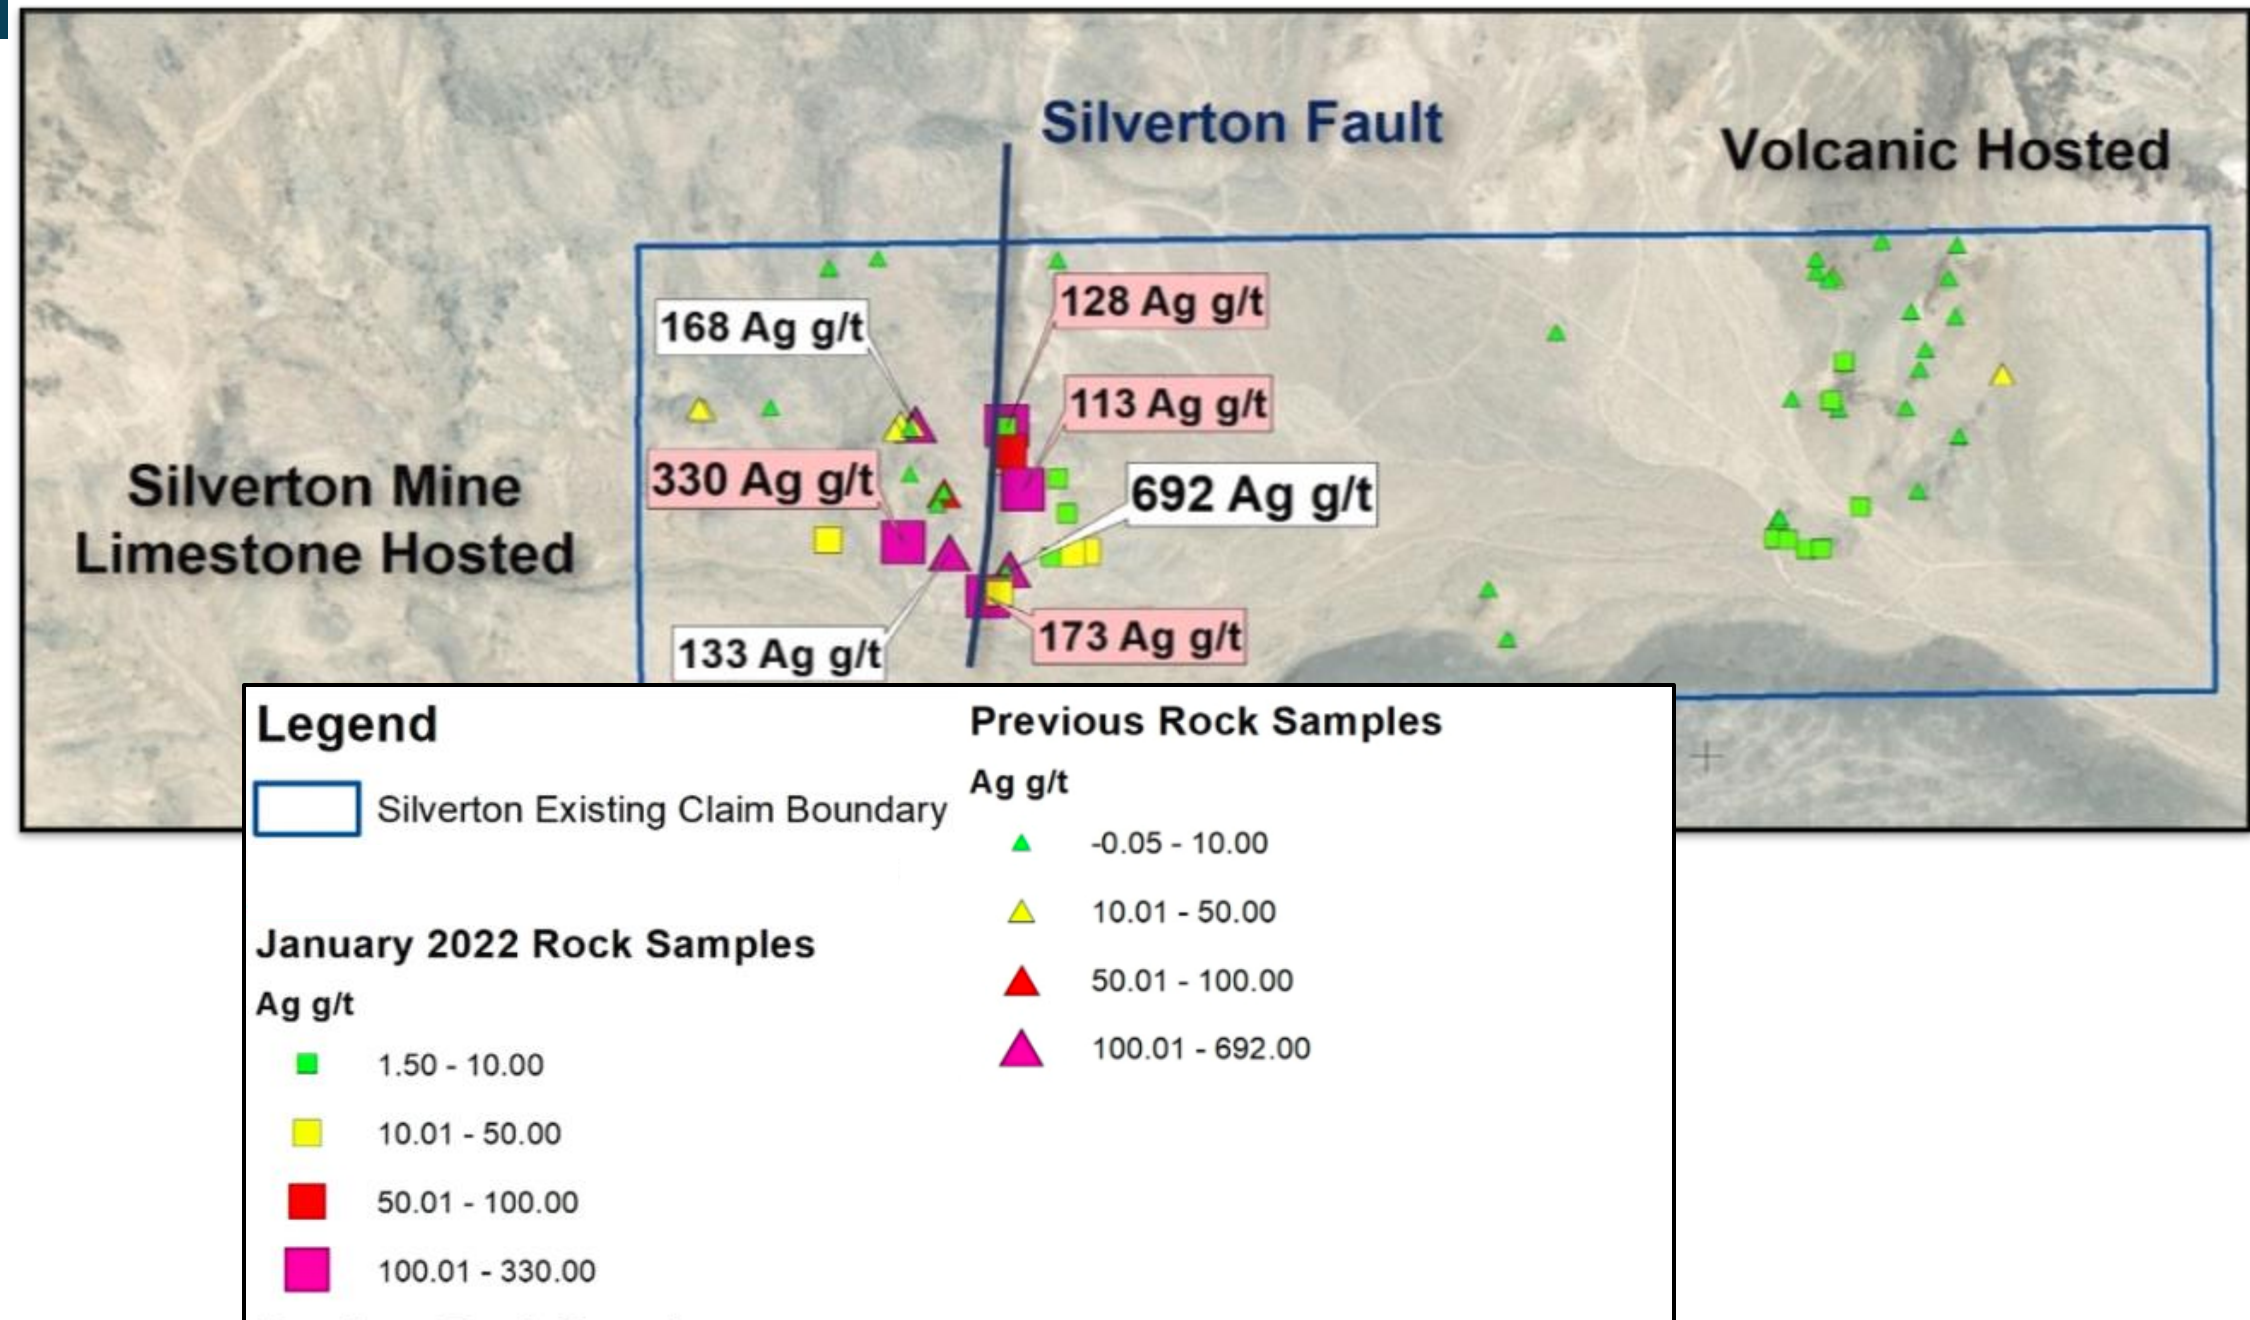 Silverton Fault
Volcanic Hosted
128 Ag g/t
168 Ag g/t
113 Ag g/t
330 Ag g/t
692 Ag g/t
Silverton Mine
Limestone Hosted
173 Ag g/t
133 Ag g/t
Legend
Silverton Existing Claim Boundary
January 2022 Rock Samples
Ag g/t
1.50 - 10.00
10.01 - 50.00
50.01 - 100.00
100.01 - 330.00
Previous Rock Samples
Ag g/t
-0.05 - 10.00
10.01 - 50.00
50.01 - 100.00
100.01 - 692.00